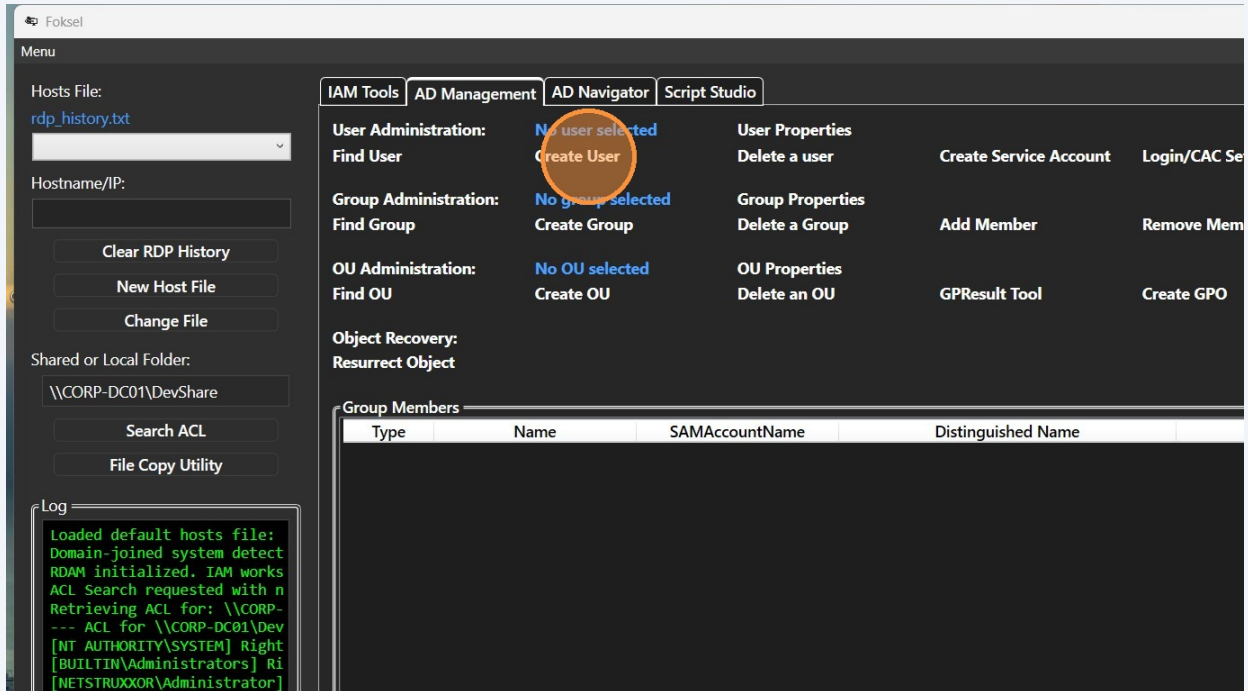 Foksel
Menu
Hosts File:
rdp_history.txt
Hostname/IP:
Clear RDP History
New Host File
Change File
Shared or Local Folder:
\\CORP-DC01\DevShare
Search ACL
File Copy Utility
Log
Loaded default hosts file:
Domain-joined system detect
RDAM initialized. IAM works
ACL Search requested with n
Retrieving ACL for: \\CORP-
--- ACL for \\CORP-DC01\Dev
[NT AUTHORITY\SYSTEM] Right
[BUILTIN\Administrators] Ri
[NETSTRUXXOR\Administrator]
IAM Tools AD Management AD Navigator Script Studio
User Administration: No user selected User Properties
Find User Create User Delete a user Create Service Account Login/CAC Se
Group Administration: No group selected Group Properties
Find Group Create Group Delete a Group Add Member Remove Mem
OU Administration: No OU selected OU Properties
Find OU Create OU Delete an OU GPResult Tool Create GPO
Object Recovery:
Resurrect Object
Group Members
Type Name SAMAccountName Distinguished Name